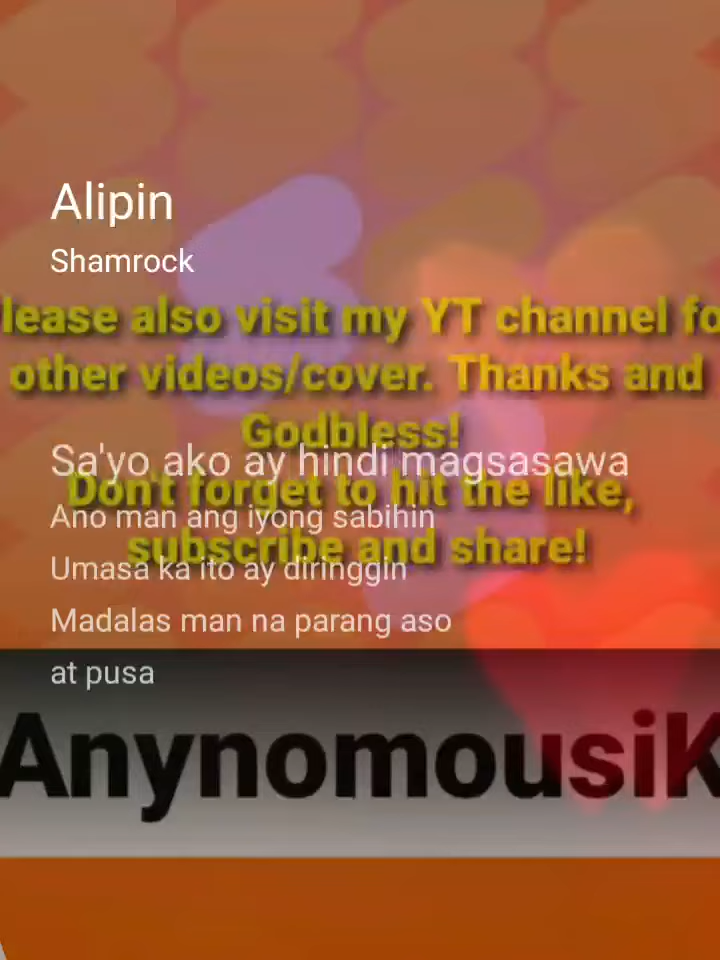 Alipin
Shamrock
lease also visit my YT channel fo
other videos/cover. Thanks and
Godbless!
Sa'yo ako ay hindi magsasawa
Don't forget to hit the like,
Ano man ang iyong sabihin
subscribe and share!
Umasa ka ito ay diringgin
Madalas man na parang aso
at pusa
AnynomousiK